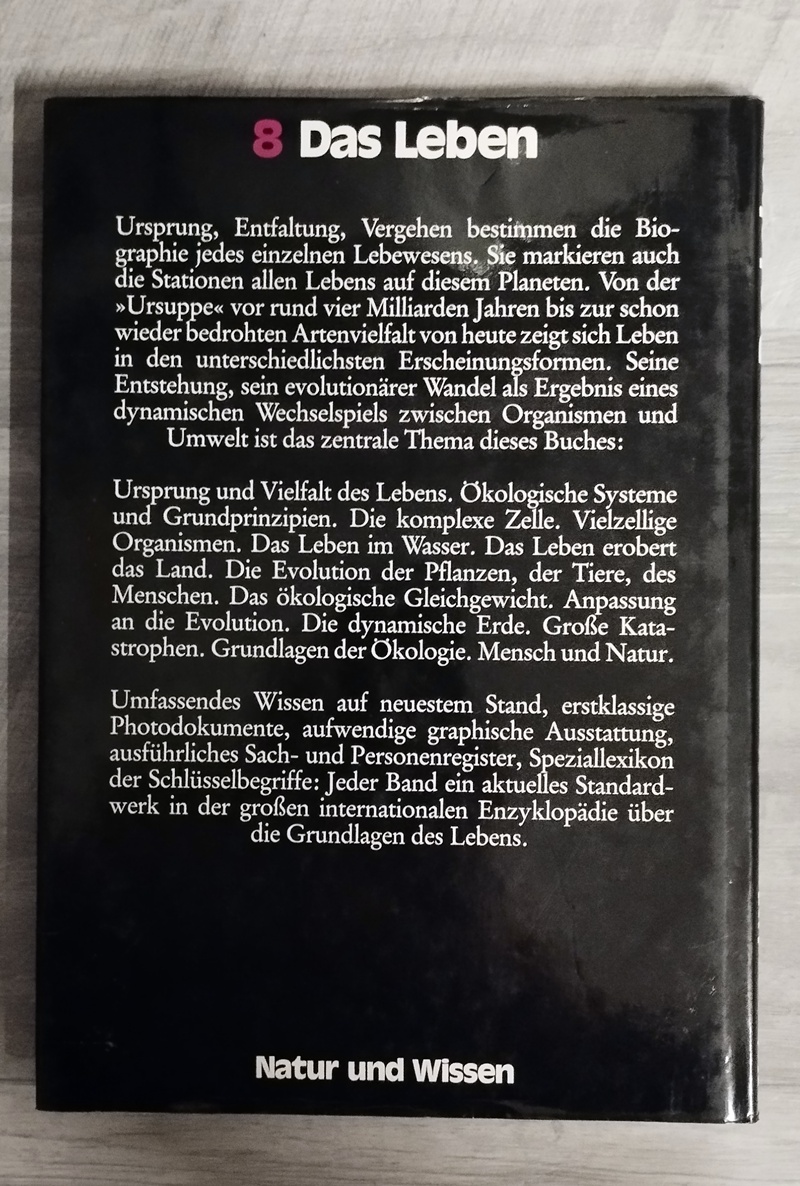 8 Das Leben
Ursprung, Entfaltung, Vergehen bestimmen die Bio-
graphie jedes einzelnen Lebewesens. Sie markieren auch
die Stationen allen Lebens auf diesem Planeten. Von der
»Ursuppe« vor rund vier Milliarden Jahren bis zur schon
wieder bedrohten Artenvielfalt von heute zeigt sich Leben
in den unterschiedlichsten Erscheinungsformen. Seine
Entstehung, sein evolutionärer Wandel als Ergebnis eines
dynamischen Wechselspiels zwischen Organismen und
Umwelt ist das zentrale Thema dieses Buches:
Ursprung und Vielfalt des Lebens. Ökologische Systeme
und Grundprinzipien. Die komplexe Zelle. Vielzellige
Organismen. Das Leben im Wasser. Das Leben erobert
das Land. Die Evolution der Pflanzen, der Tiere, des
Menschen. Das ökologische Gleichgewicht. Anpassung
an die Evolution. Die dynamische Erde. Große Kata-
strophen. Grundlagen der Ökologie. Mensch und Natur.
Umfassendes Wissen auf neuestem Stand, erstklassige
Photodokumente, aufwendige graphische Ausstattung,
ausführliches Sach- und Personenregister, Speziallexikon
der Schlüsselbegriffe: Jeder Band ein aktuelles Standard-
werk in der großen internationalen Enzyklopädie über
die Grundlagen des Lebens.
Natur und Wissen